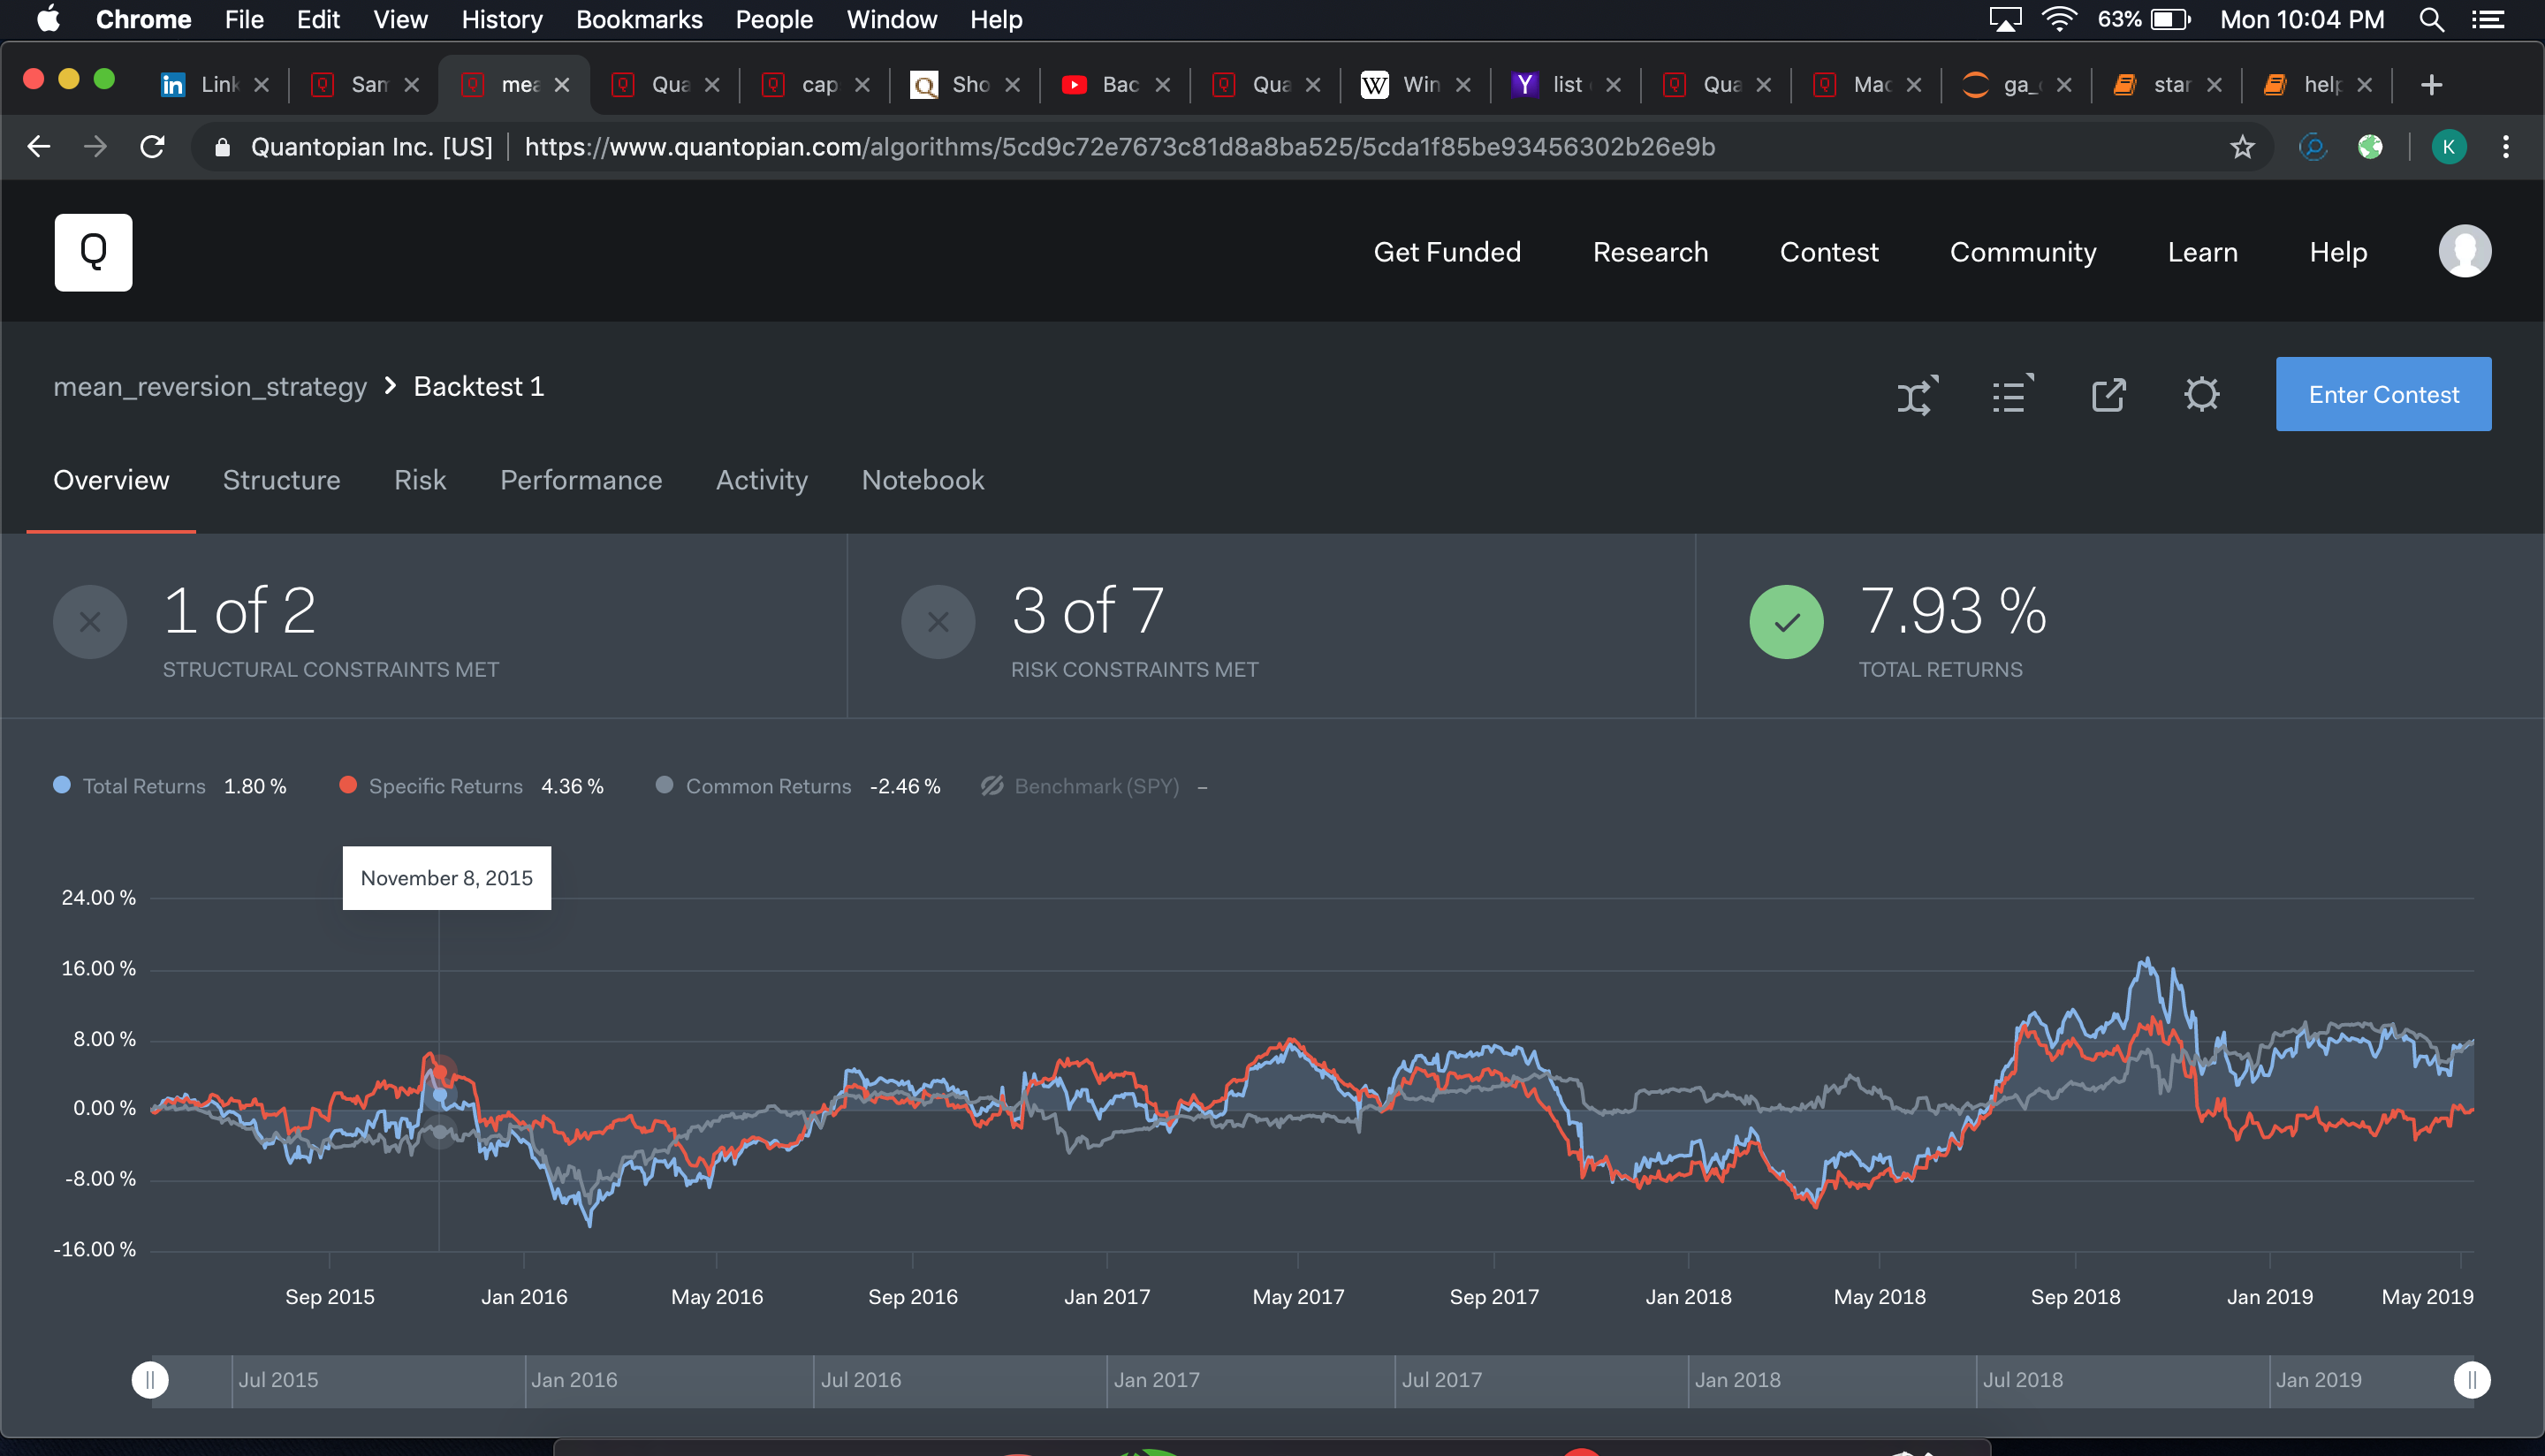 Chrome File Edit View History Bookmarks People Window Help 63% Mon 10:04 PM
Link Sam mea Qua cap Sho Bac Qua Win list Qua Mac ga_ star help
Quantopian Inc. [US] https://www.quantopian.com/algorithms/5cd9c72e7673c81d8a8ba525/5cda1f85be93456302b26e9b K
Q Get Funded Research Contest Community Learn Help
mean_reversion_strategy > Backtest 1 Enter Contest
Overview Structure Risk Performance Activity Notebook
1 of 2 3 of 7 7.93 %
STRUCTURAL CONSTRAINTS MET RISK CONSTRAINTS MET TOTAL RETURNS
Total Returns 1.80 % Specific Returns 4.36 % Common Returns -2.46 % Benchmark (SPY) –
November 8, 2015
24.00 %
16.00 %
8.00 %
0.00 %
-8.00 %
-16.00 %
Sep 2015 Jan 2016 May 2016 Sep 2016 Jan 2017 May 2017 Sep 2017 Jan 2018 May 2018 Sep 2018 Jan 2019 May 2019
Jul 2015 Jan 2016 Jul 2016 Jan 2017 Jul 2017 Jan 2018 Jul 2018 Jan 2019